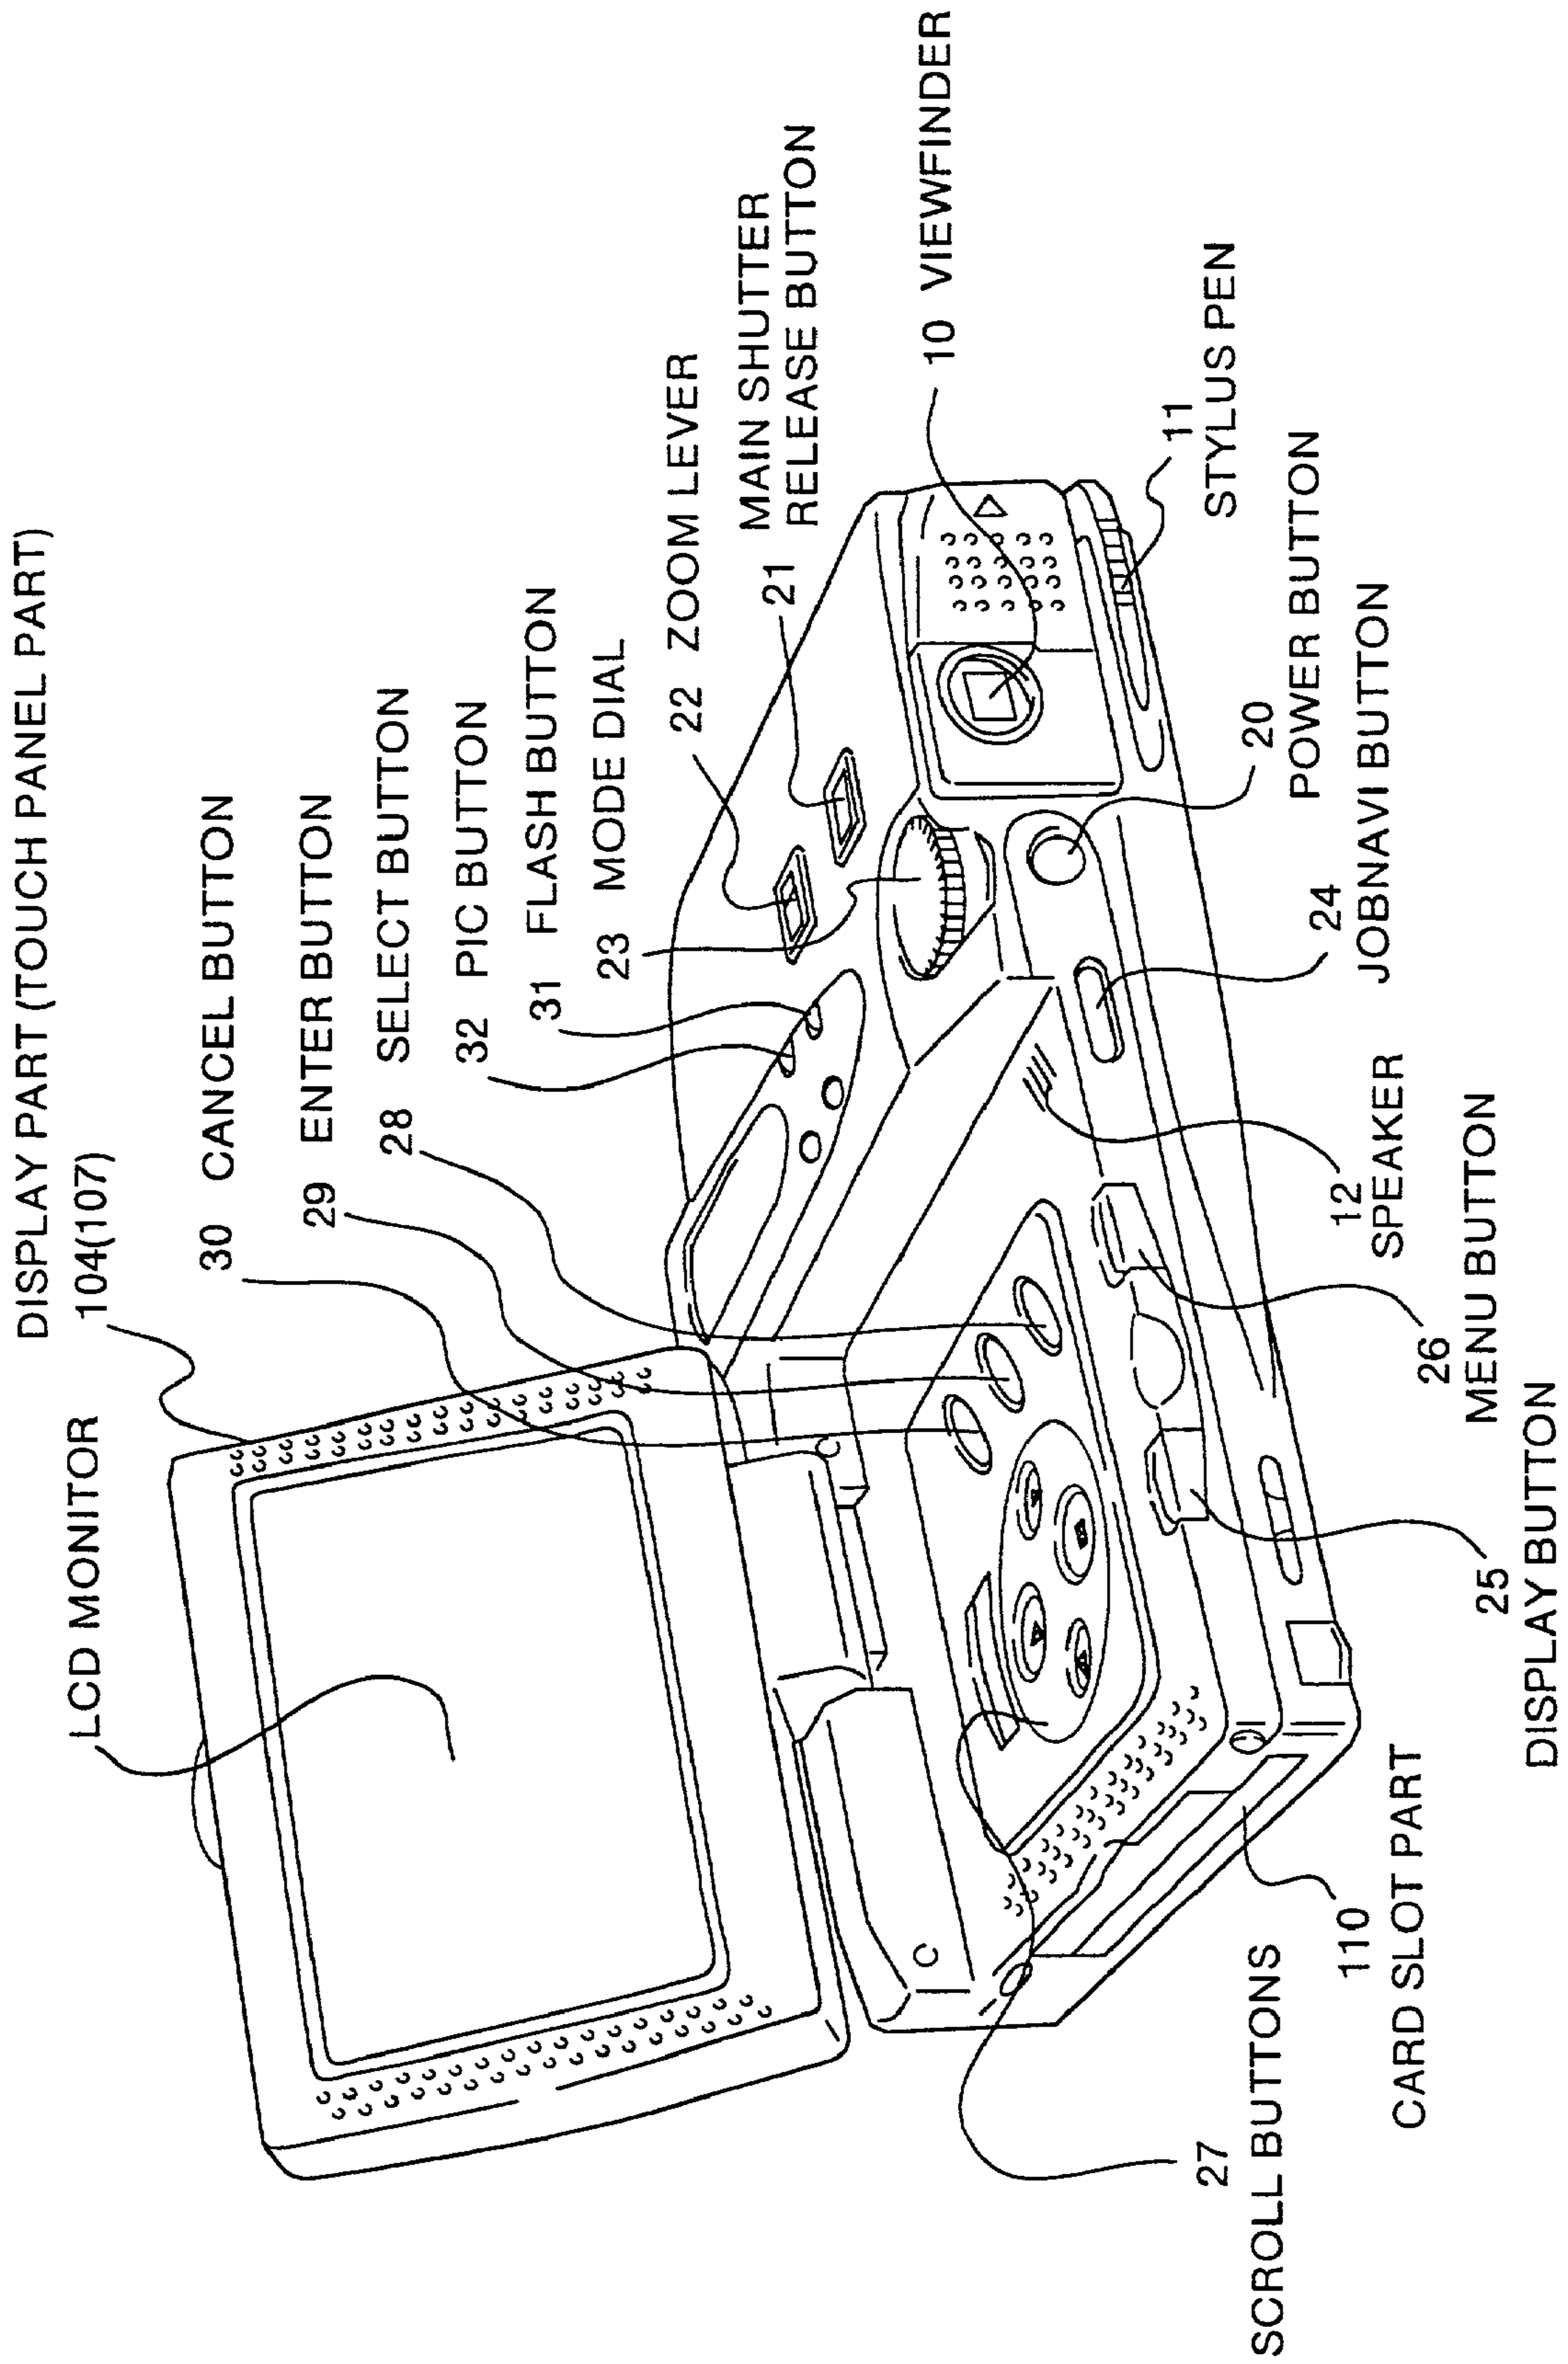 DISPLAY PART (TOUCH PANEL PART)
104(107)
LCD MONITOR
30 CANCEL BUTTON
29 ENTER BUTTON
28 SELECT BUTTON
32 PIC BUTTON
31 FLASH BUTTON
23 MODE DIAL
22 ZOOM LEVER
21 MAIN SHUTTER
RELEASE BUTTON
10 VIEWFINDER
11
STYLUS PEN
20
POWER BUTTON
24
JOBNAVI BUTTON
12
SPEAKER
26
MENU BUTTON
25
DISPLAY BUTTON
110
CARD SLOT PART
27
SCROLL BUTTONS